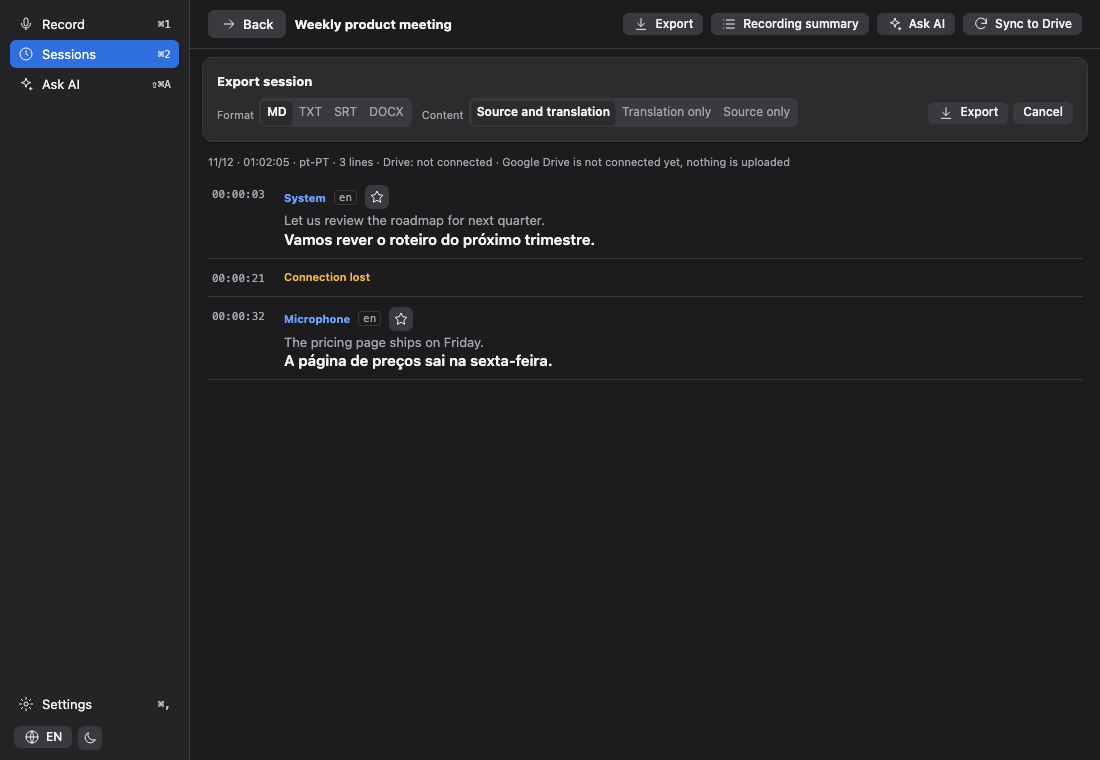 Record ⌘1
Sessions ⌘2
Ask AI ⇧⌘A
Settings ⌘,
EN
Back
Weekly product meeting
Export
Recording summary
Ask AI
Sync to Drive
Export session
Format MD TXT SRT DOCX Content Source and translation Translation only Source only Export Cancel
11/12 · 01:02:05 · pt-PT · 3 lines · Drive: not connected · Google Drive is not connected yet, nothing is uploaded
00:00:03 System en
Let us review the roadmap for next quarter.
Vamos rever o roteiro do próximo trimestre.
00:00:21 Connection lost
00:00:32 Microphone en
The pricing page ships on Friday.
A página de preços sai na sexta-feira.